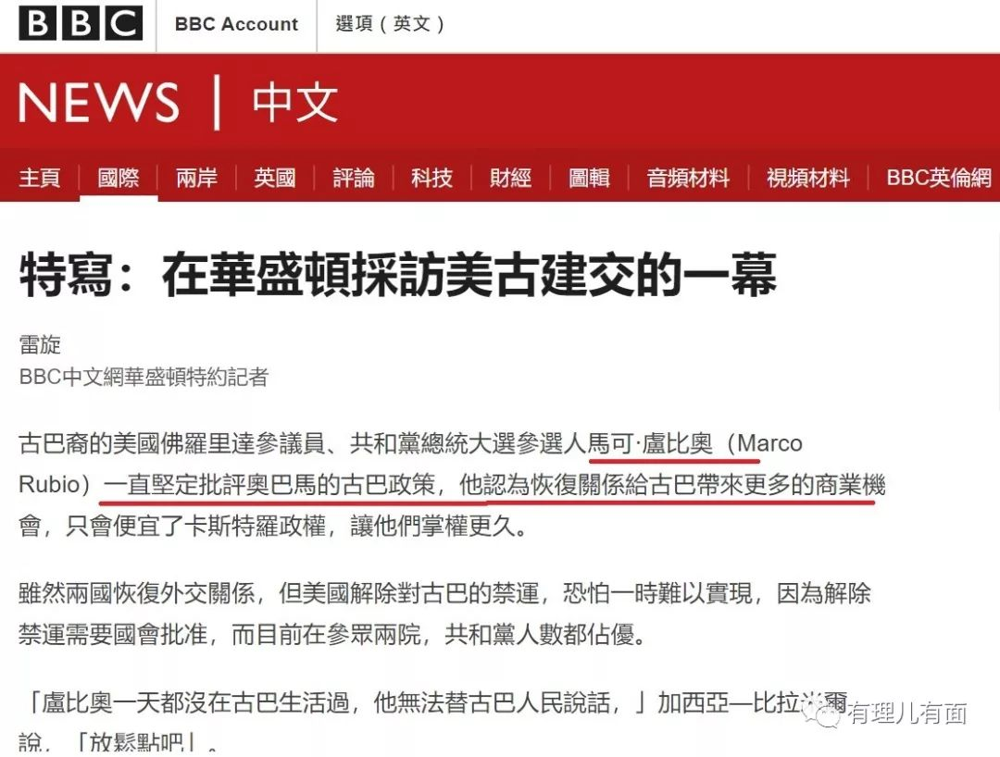 BBC
BBC Account
選項（英文）
NEWS | 中文
主頁 國際 兩岸 英國 評論 科技 財經 圖輯 音頻材料 視頻材料 BBC英倫網
特寫：在華盛頓採訪美古建交的一幕
雷旋
BBC中文網華盛頓特約記者
古巴裔的美國佛羅里達參議員、共和黨總統大選參選人馬可·盧比奧（Marco
Rubio）一直堅定批評奧巴馬的古巴政策，他認為恢復關係給古巴帶來更多的商業機
會，只會便宜了卡斯特羅政權，讓他們掌權更久。
雖然兩國恢復外交關係，但美國解除對古巴的禁運，恐怕一時難以實現，因為解除
禁運需要國會批准，而目前在參眾兩院，共和黨人數都佔優。
「盧比奧一天都沒在古巴生活過，他無法替古巴人民說話，」加西亞—比拉米爾
說，「放鬆點吧」。
有理儿有面